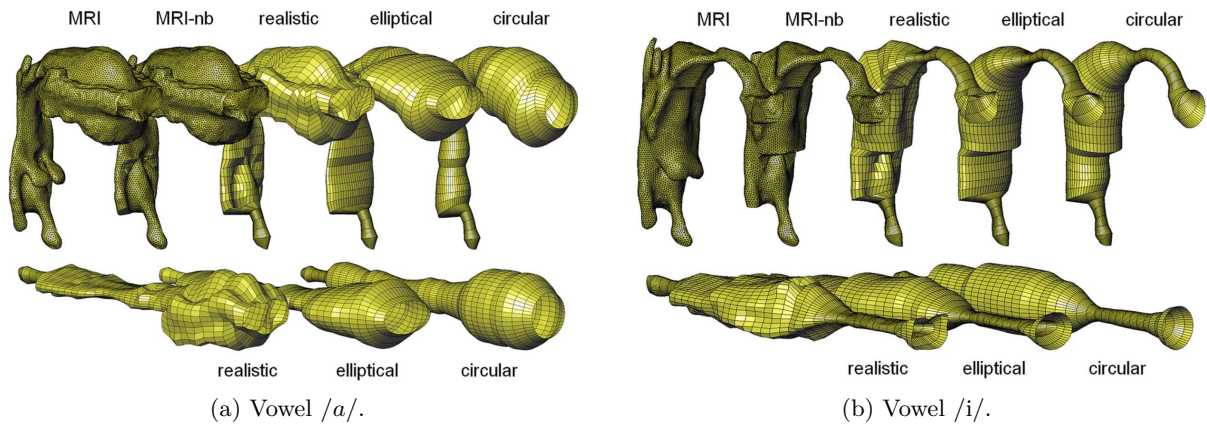 MRI MRI-nb realistic elliptical circular
realistic elliptical circular
(a) Vowel /a/.
MRI MRI-nb realistic elliptical circular
realistic elliptical circular
(b) Vowel /i/.